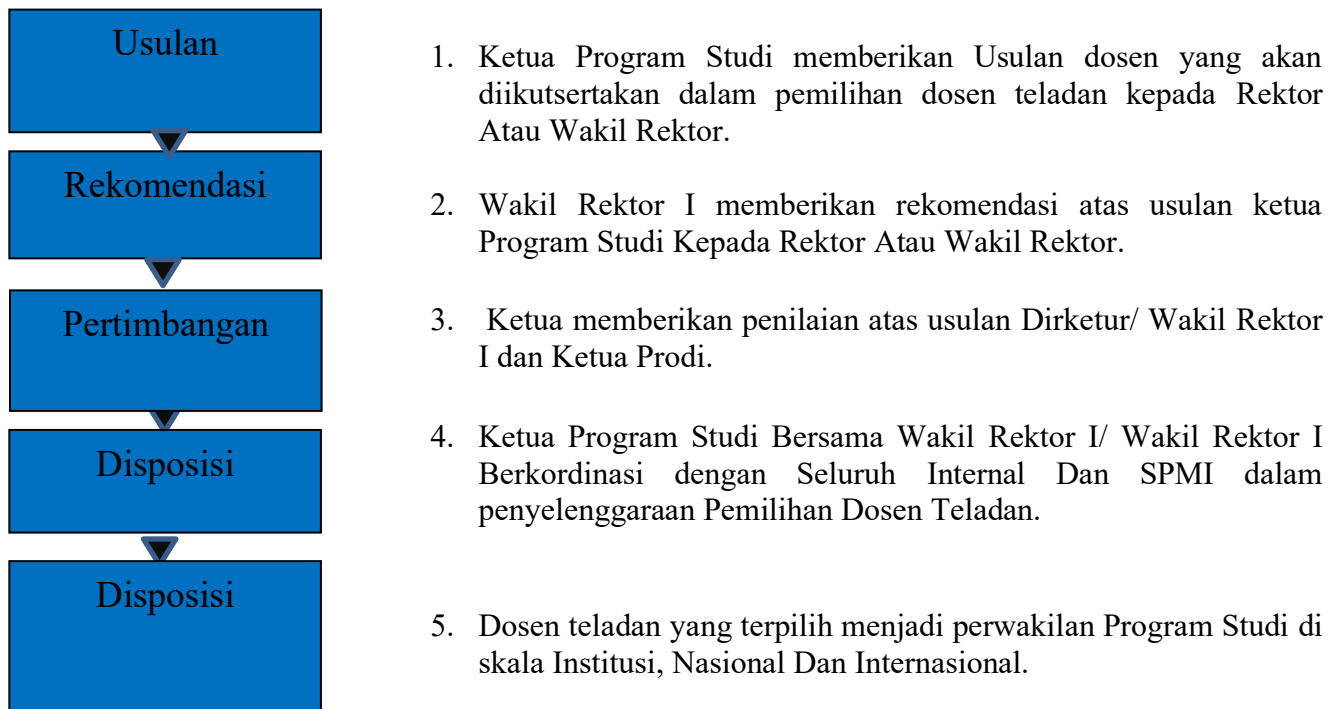 Usulan
1. Ketua Program Studi memberikan Usulan dosen yang akan
diikutsertakan dalam pemilihan dosen teladan kepada Rektor
Atau Wakil Rektor.
Rekomendasi
2. Wakil Rektor I memberikan rekomendasi atas usulan ketua
Program Studi Kepada Rektor Atau Wakil Rektor.
Pertimbangan
3. Ketua memberikan penilaian atas usulan Dirketur/ Wakil Rektor
I dan Ketua Prodi.
Disposisi
4. Ketua Program Studi Bersama Wakil Rektor I/ Wakil Rektor I
Berkordinasi dengan Seluruh Internal Dan SPMI dalam
penyelenggaraan Pemilihan Dosen Teladan.
Disposisi
5. Dosen teladan yang terpilih menjadi perwakilan Program Studi di
skala Institusi, Nasional Dan Internasional.